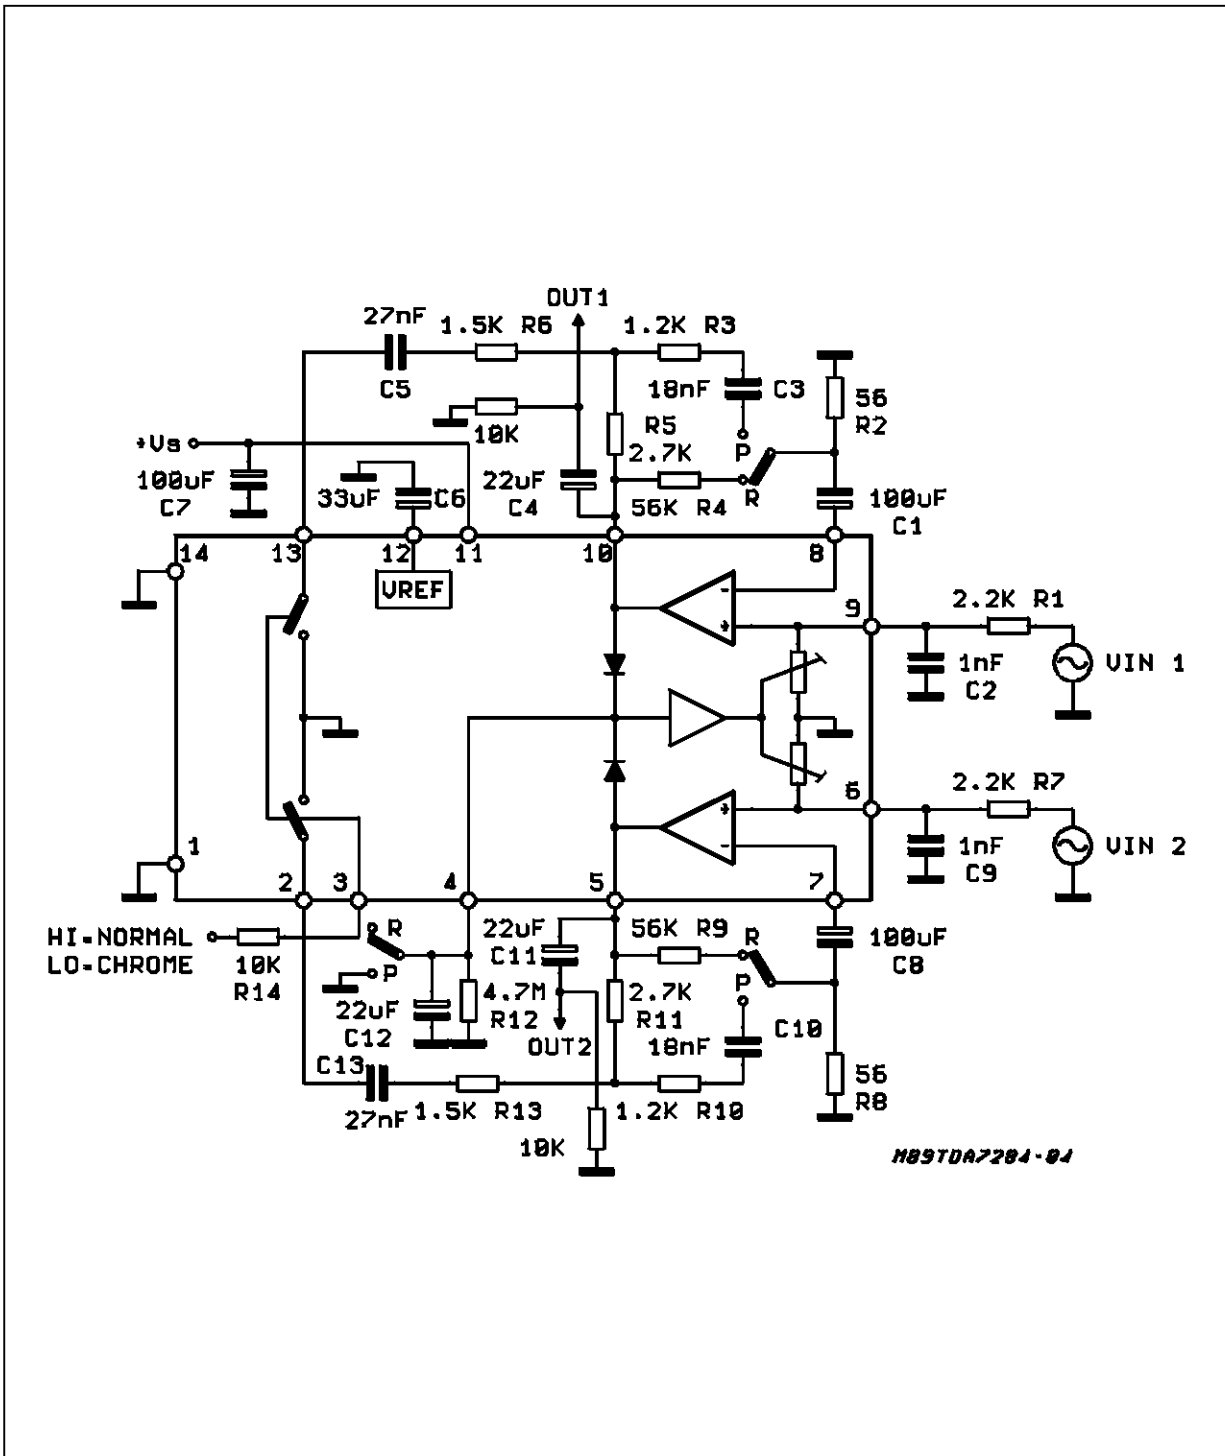 OUT1
27nF
1.5K R6
1.2K R3
C5
18nF
C3
56
R2
10K
R5
2.7K
P
+Vs
100uF
C7
33uF
C6
22uF
C4
56K R4
R
100uF
C1
14
13
12
11
10
8
VREF
9
2.2K R1
1nF
C2
VIN 1
2.2K R7
6
1nF
C9
VIN 2
1
2
3
4
5
7
HI=NORMAL
LO=CHROME
10K
R14
R
P
22uF
C11
56K R9
R
P
100uF
C8
22uF
C12
4.7M
R12
2.7K
R11
OUT2
18nF
C10
C13
27nF
1.5K R13
1.2K R10
56
R8
10K
M89TDA7284-04